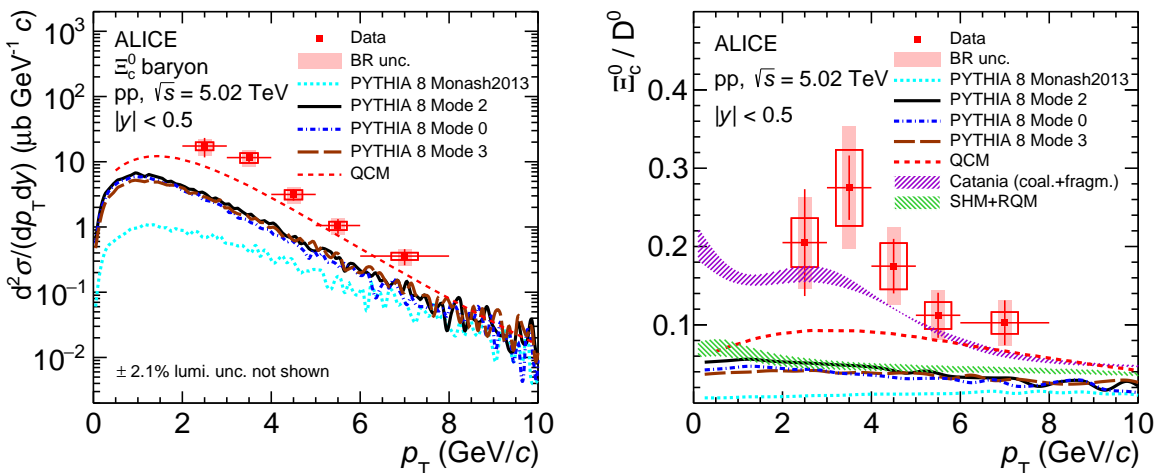 ALICE
Ξc⁰ baryon
pp, √s = 5.02 TeV
|y| < 0.5
Data
BR unc.
PYTHIA 8 Monash2013
PYTHIA 8 Mode 2
PYTHIA 8 Mode 0
PYTHIA 8 Mode 3
QCM
± 2.1% lumi. unc. not shown
d²σ/(dp_T dy) (μb GeV⁻¹ c)
10³
10²
10
1
10⁻¹
10⁻²
0 2 4 6 8 10
p_T (GeV/c)
ALICE
pp, √s = 5.02 TeV
|y| < 0.5
Data
BR unc.
PYTHIA 8 Monash2013
PYTHIA 8 Mode 2
PYTHIA 8 Mode 0
PYTHIA 8 Mode 3
QCM
Catania (coal.+fragm.)
SHM+RQM
Ξc⁰ / D⁰
0.4
0.3
0.2
0.1
0 2 4 6 8 10
p_T (GeV/c)